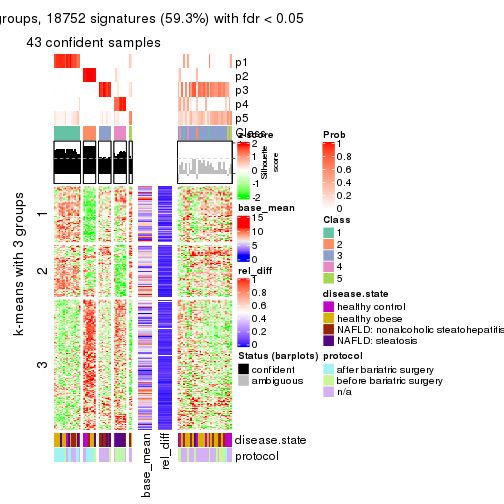 groups, 18752 signatures (59.3%) with fdr < 0.05
43 confident samples
p1
p2
p3
p4
p5
Class
k-means with 3 groups
1
2
3
z-score
2
1
0
-1
-2
Silhouette
score
base_mean
15
10
5
0
rel_diff
1
0.8
0.6
0.4
0.2
0
Status (barplots)
confident
ambiguous
Prob
1
0.8
0.6
0.4
0.2
0
Class
1
2
3
4
5
disease.state
healthy control
healthy obese
NAFLD: nonalcoholic steatohepatitis
NAFLD: steatosis
protocol
after bariatric surgery
before bariatric surgery
n/a
disease.state
protocol
base_mean
rel_diff